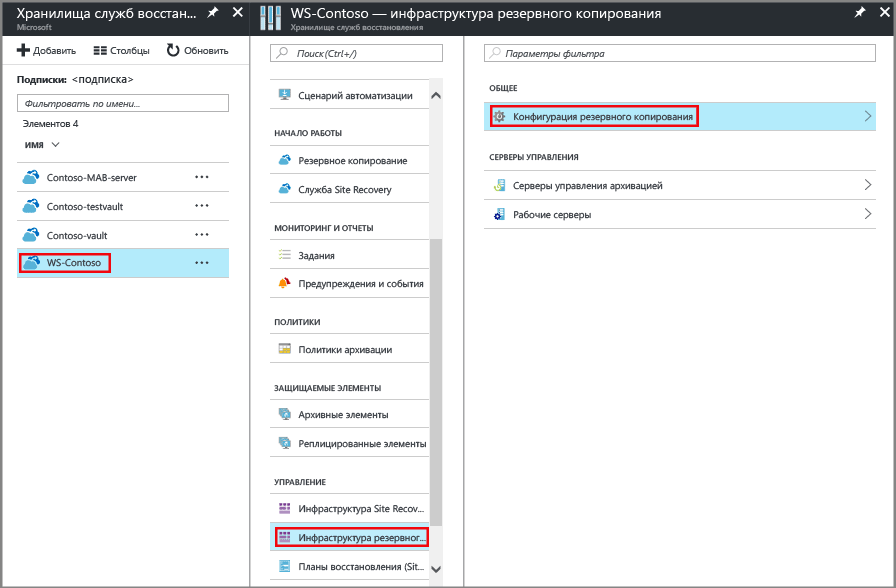 Хранилища служб восстан...
Microsoft
Добавить
Столбцы
Обновить
Подписки: <подписка>
Фильтровать по имени...
Элементов 4
ИМЯ
Contoso-MAB-server
Contoso-testvault
Contoso-vault
WS-Contoso
WS-Contoso — инфраструктура резервного копирования
Хранилище служб восстановления
Поиск(Ctrl+/)
Сценарий автоматизации
НАЧАЛО РАБОТЫ
Резервное копирование
Служба Site Recovery
МОНИТОРИНГ И ОТЧЕТЫ
Задания
Предупреждения и события
ПОЛИТИКИ
Политики архивации
ЗАЩИЩАЕМЫЕ ЭЛЕМЕНТЫ
Архивные элементы
Реплицированные элементы
УПРАВЛЕНИЕ
Инфраструктура Site Recov...
Инфраструктура резервног...
Планы восстановления (Sit...
Параметры фильтра
ОБЩЕЕ
Конфигурация резервного копирования
СЕРВЕРЫ УПРАВЛЕНИЯ
Серверы управления архивацией
Рабочие серверы